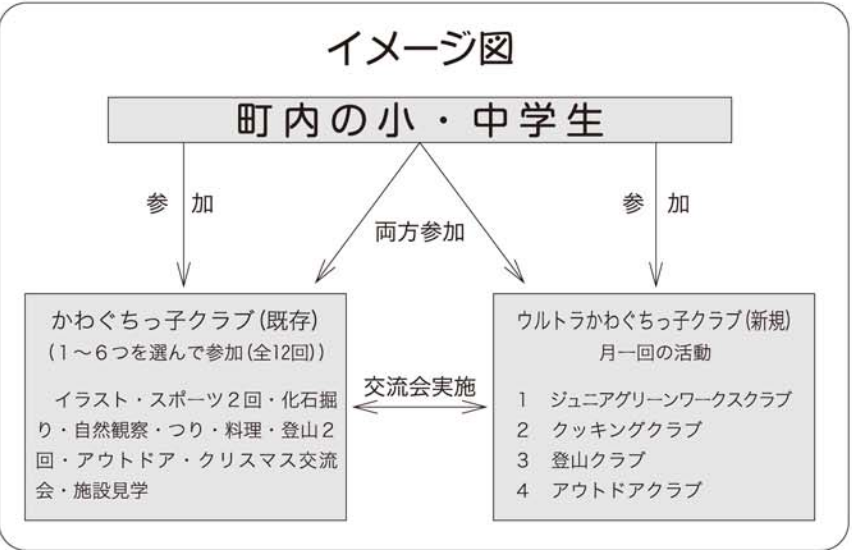 イメージ図
町内の小・中学生
参 加
両方参加
参 加
かわぐちっ子クラブ(既存)
(1~6つを選んで参加(全12回))
イラスト・スポーツ2回・化石掘
り・自然観察・つり・料理・登山2
回・アウトドア・クリスマス交流
会・施設見学
交流会実施
ウルトラかわぐちっ子クラブ(新規)
月一回の活動
1 ジュニアグリーンワークスクラブ
2 クッキングクラブ
3 登山クラブ
4 アウトドアクラブ